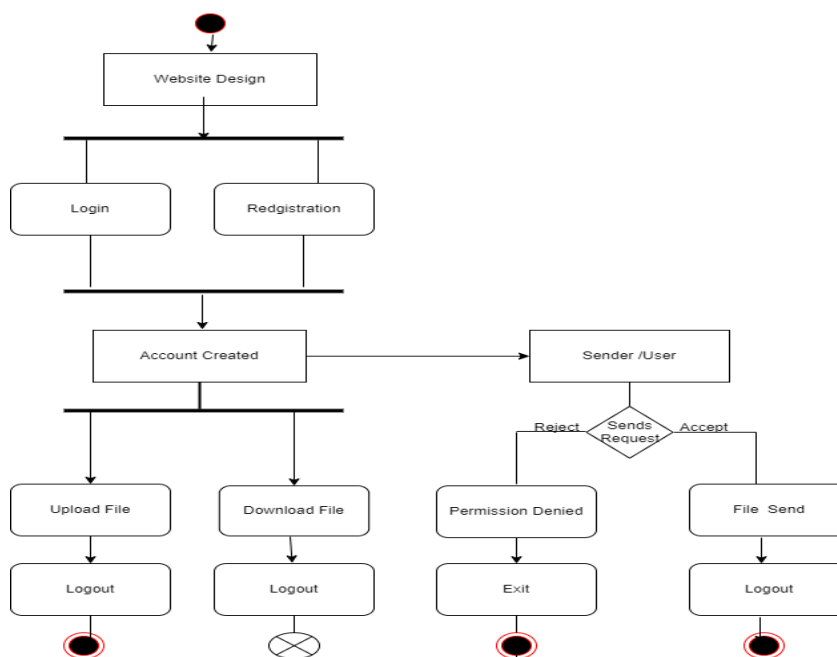 Website Design
Login
Redgistration
Account Created
Sender /User
Reject
Sends
Request
Accept
Upload File
Download File
Permission Denied
File Send
Logout
Logout
Exit
Logout